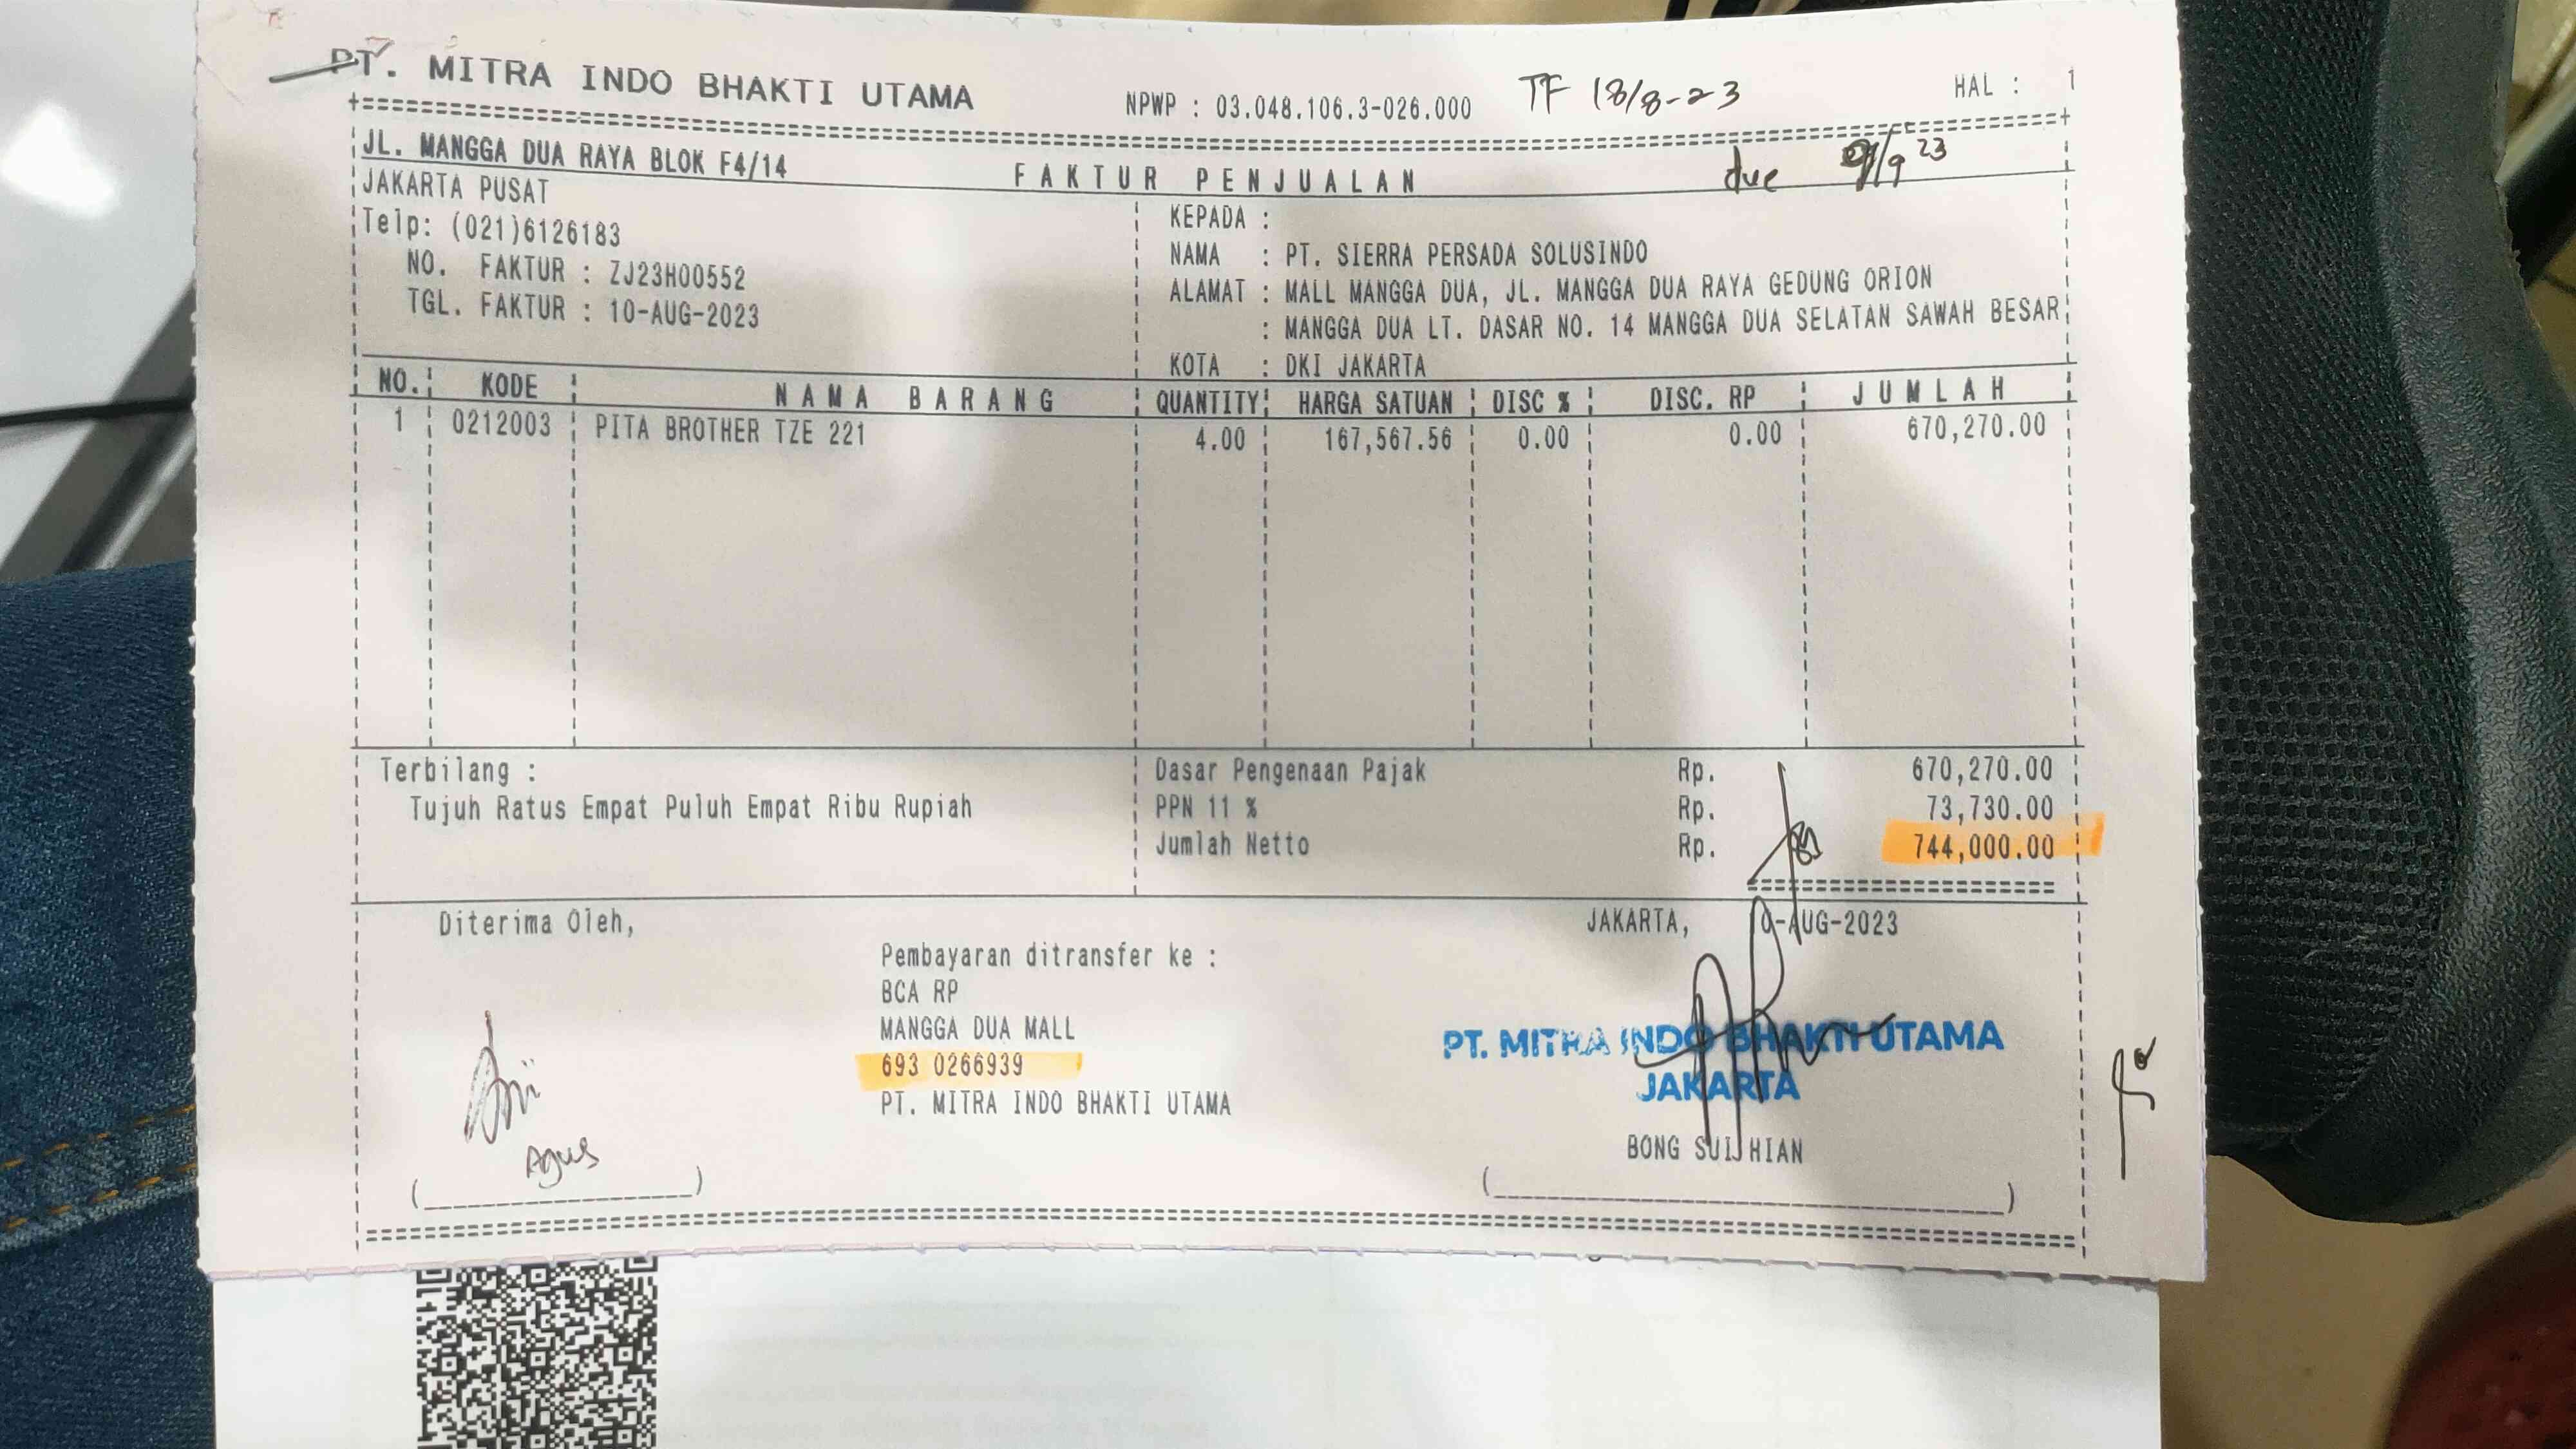 PT. MITRA INDO BHAKTI UTAMA
NPWP : 03.048.106.3-026.000
TF 18/8-23
HAL : 1
JL. MANGGA DUA RAYA BLOK F4/14
JAKARTA PUSAT
Telp: (021)6126183
NO. FAKTUR : ZJ23H00552
TGL. FAKTUR : 10-AUG-2023
FAKTUR PENJUALAN
due /9 23
KEPADA :
NAMA : PT. SIERRA PERSADA SOLUSINDO
ALAMAT : MALL MANGGA DUA, JL. MANGGA DUA RAYA GEDUNG ORION
: MANGGA DUA LT. DASAR NO. 14 MANGGA DUA SELATAN SAWAH BESAR
KOTA : DKI JAKARTA
NO. KODE NAMA BARANG QUANTITY HARGA SATUAN DISC % DISC. RP JUMLAH
1 0212003 PITA BROTHER TZE 221 4.00 167,567.56 0.00 0.00 670,270.00
Terbilang :
Tujuh Ratus Empat Puluh Empat Ribu Rupiah
Dasar Pengenaan Pajak Rp. 670,270.00
PPN 11 % Rp. 73,730.00
Jumlah Netto Rp. 744,000.00
Diterima Oleh,
Agus
Pembayaran ditransfer ke :
BCA RP
MANGGA DUA MALL
693 0266939
PT. MITRA INDO BHAKTI UTAMA
JAKARTA, 0-AUG-2023
PT. MITRA INDO BHAKTI UTAMA
JAKARTA
BONG SUIJHIAN